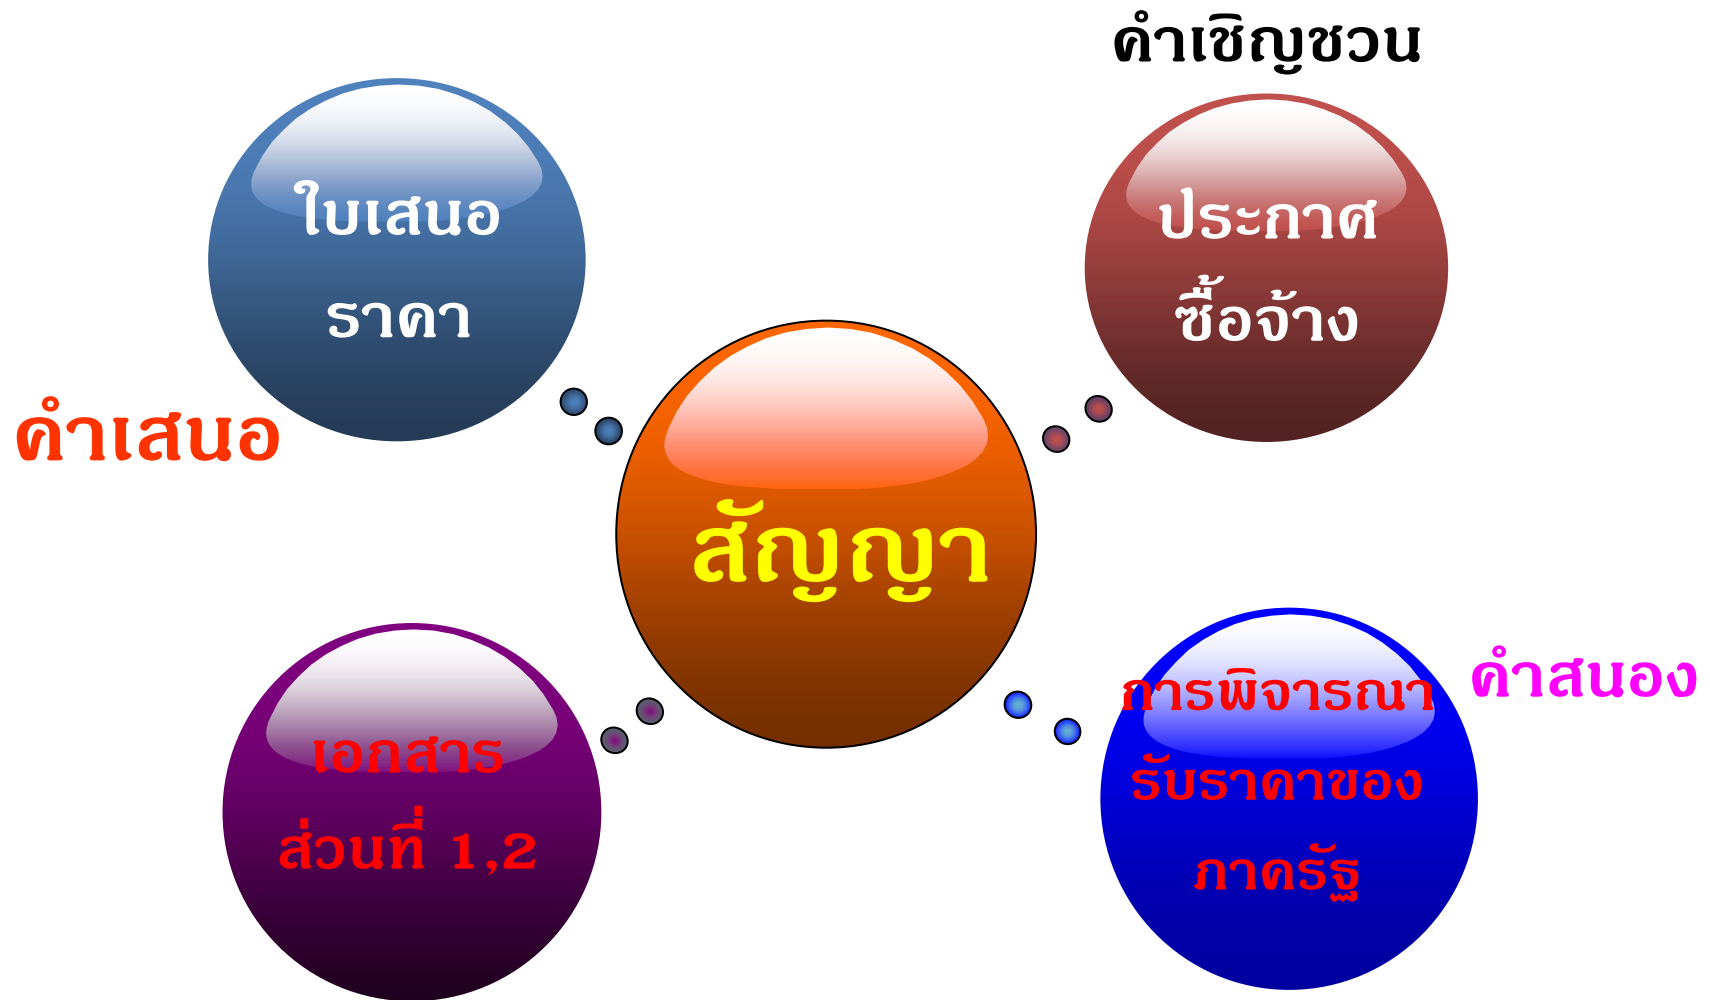 คำเชิญชวน
ใบเสนอ
ราคา
ประกาศ
ซื้อจ้าง
คำเสนอ
สัญญา
เอกสาร
ส่วนที่ 1,2
การพิจารณา
รับราคาของ
ภาครัฐ
คำสนอง